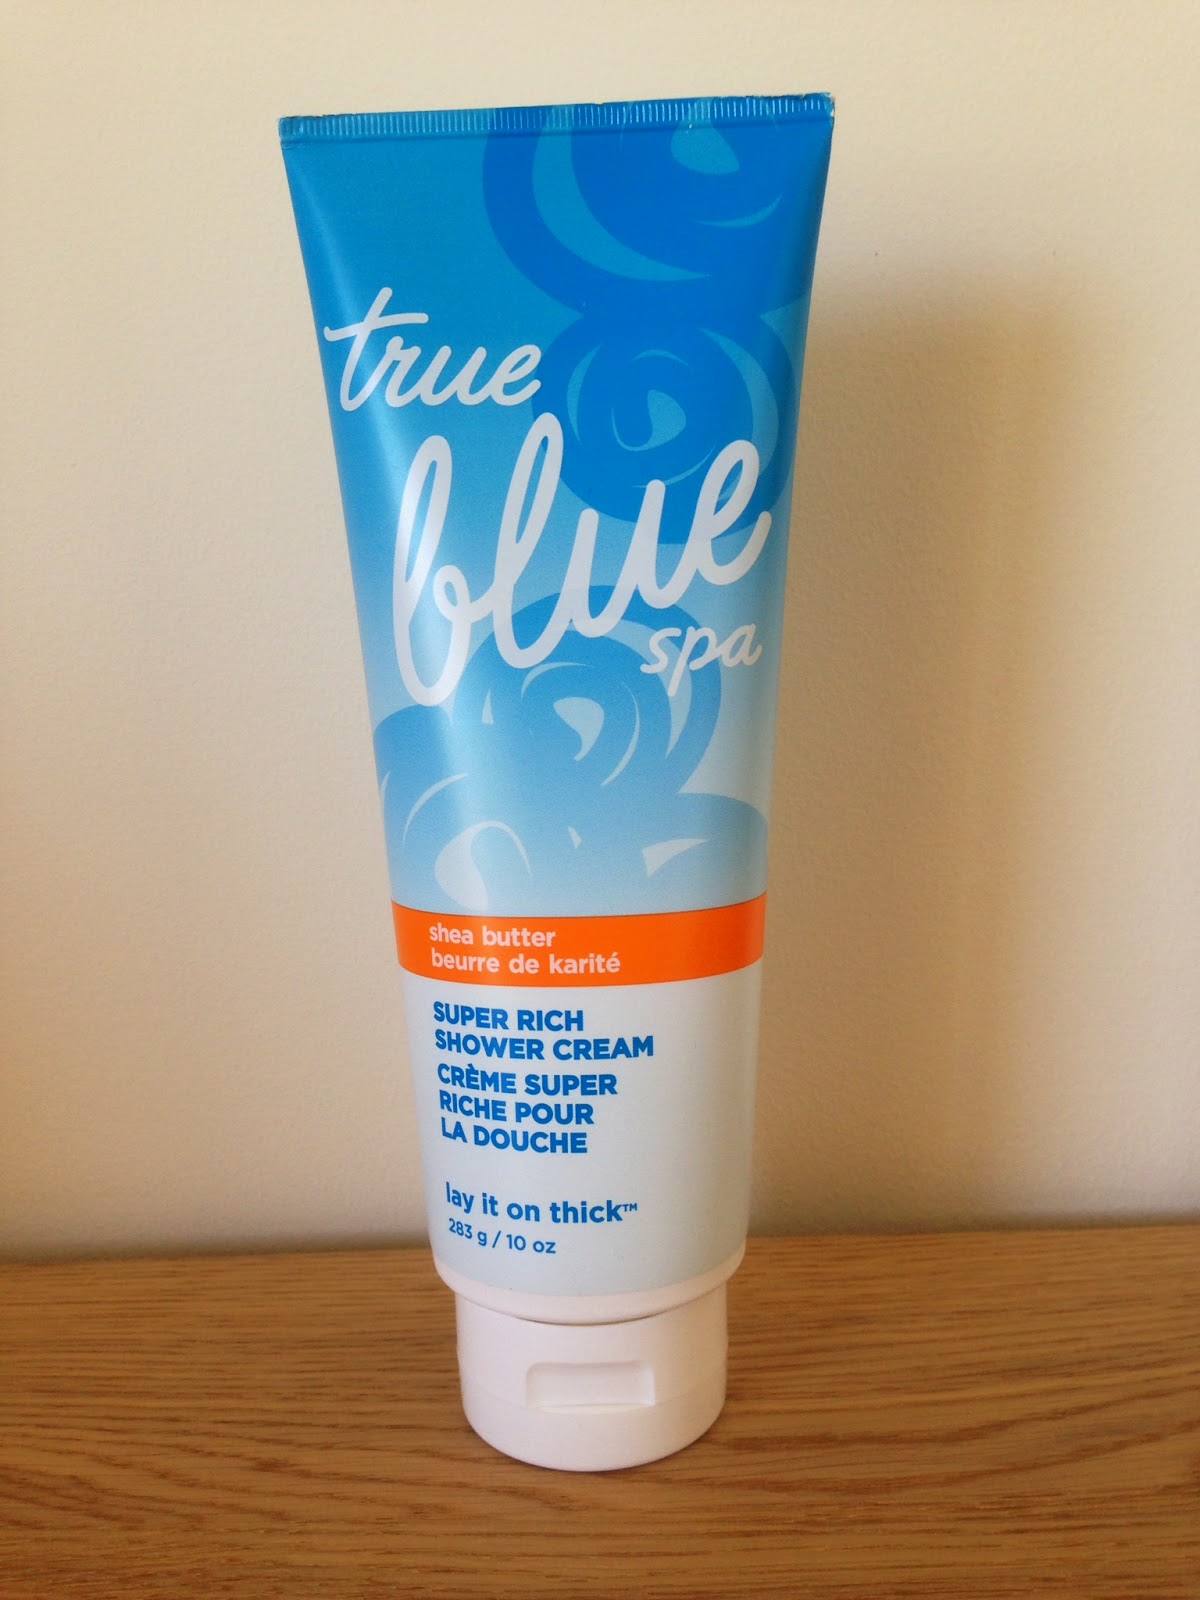 true
blue
spa
shea butter
beurre de karité
SUPER RICH
SHOWER CREAM
CRÈME SUPER
RICHE POUR
LA DOUCHE
lay it on thick™
283 g / 10 oz